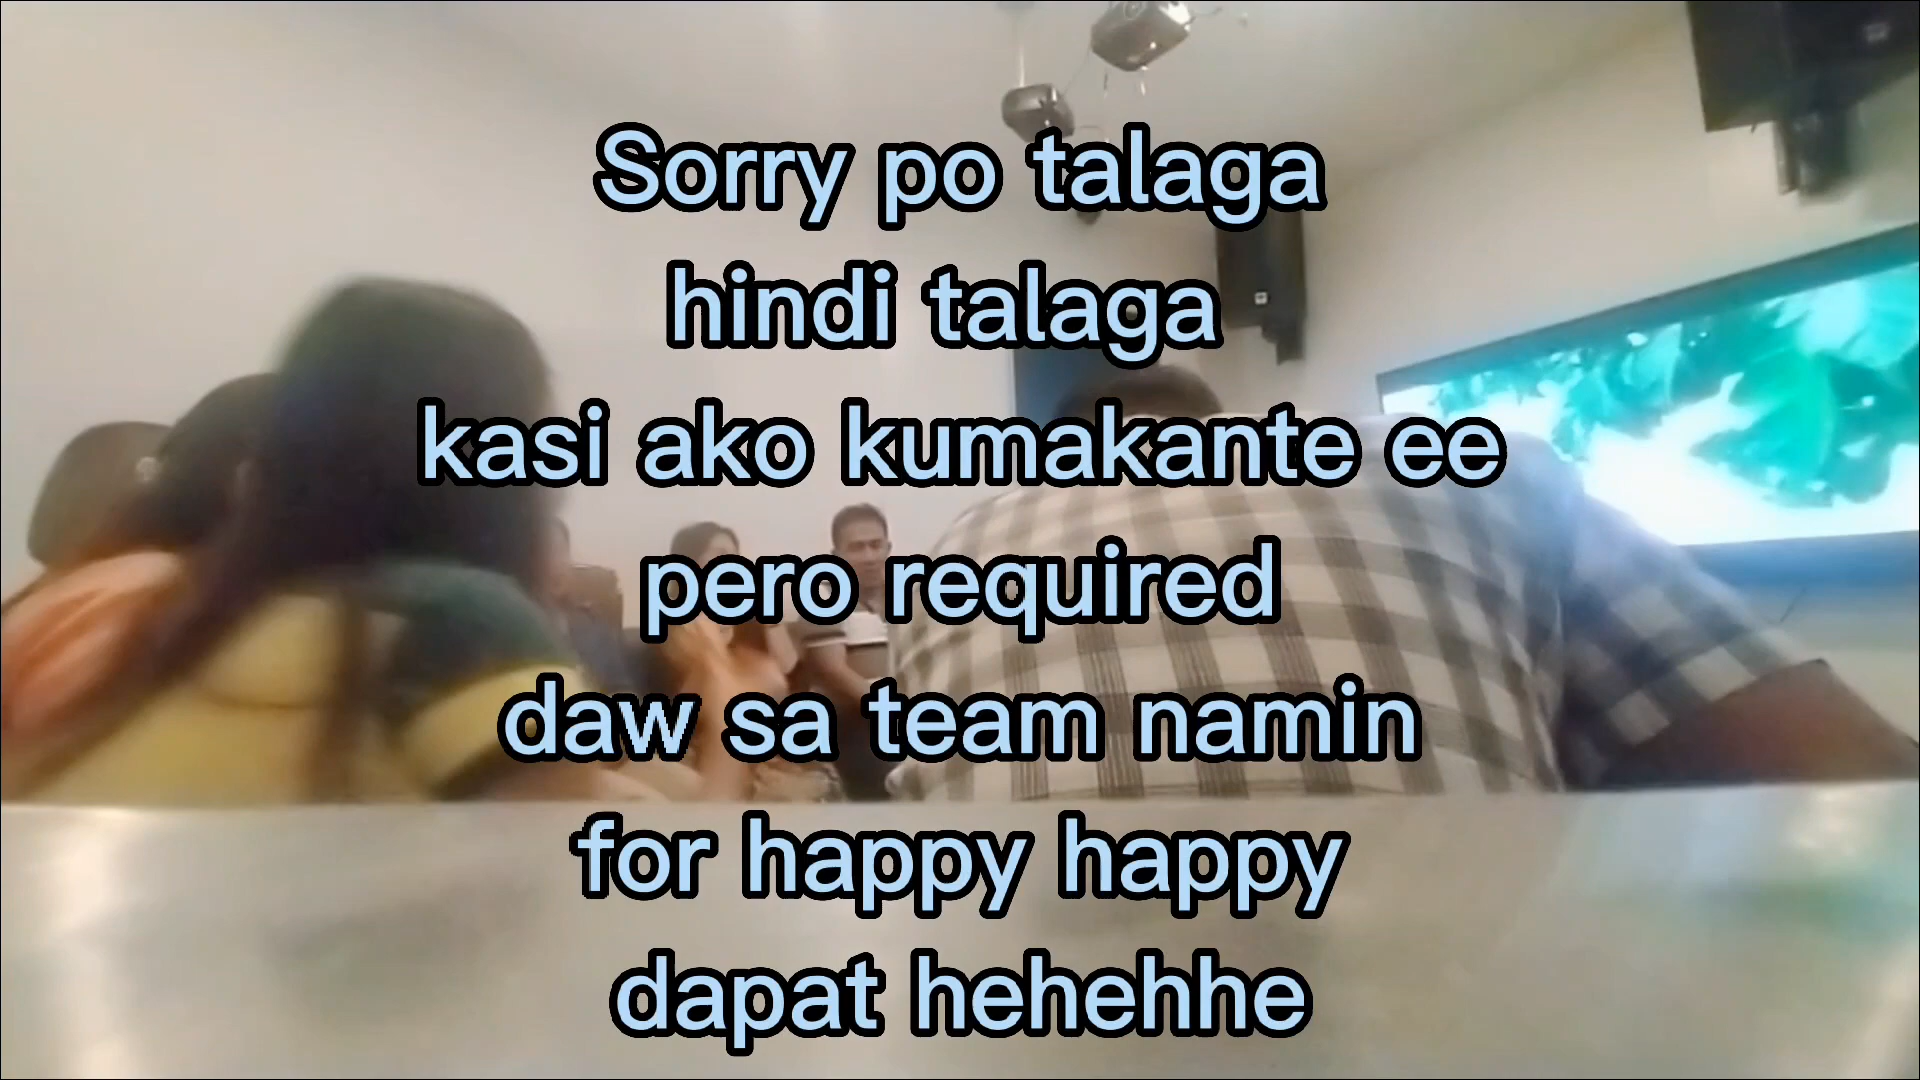 Sorry po talaga
hindi talaga
kasi ako kumakante ee
pero required
daw sa team namin
for happy happy
dapat hehehhe